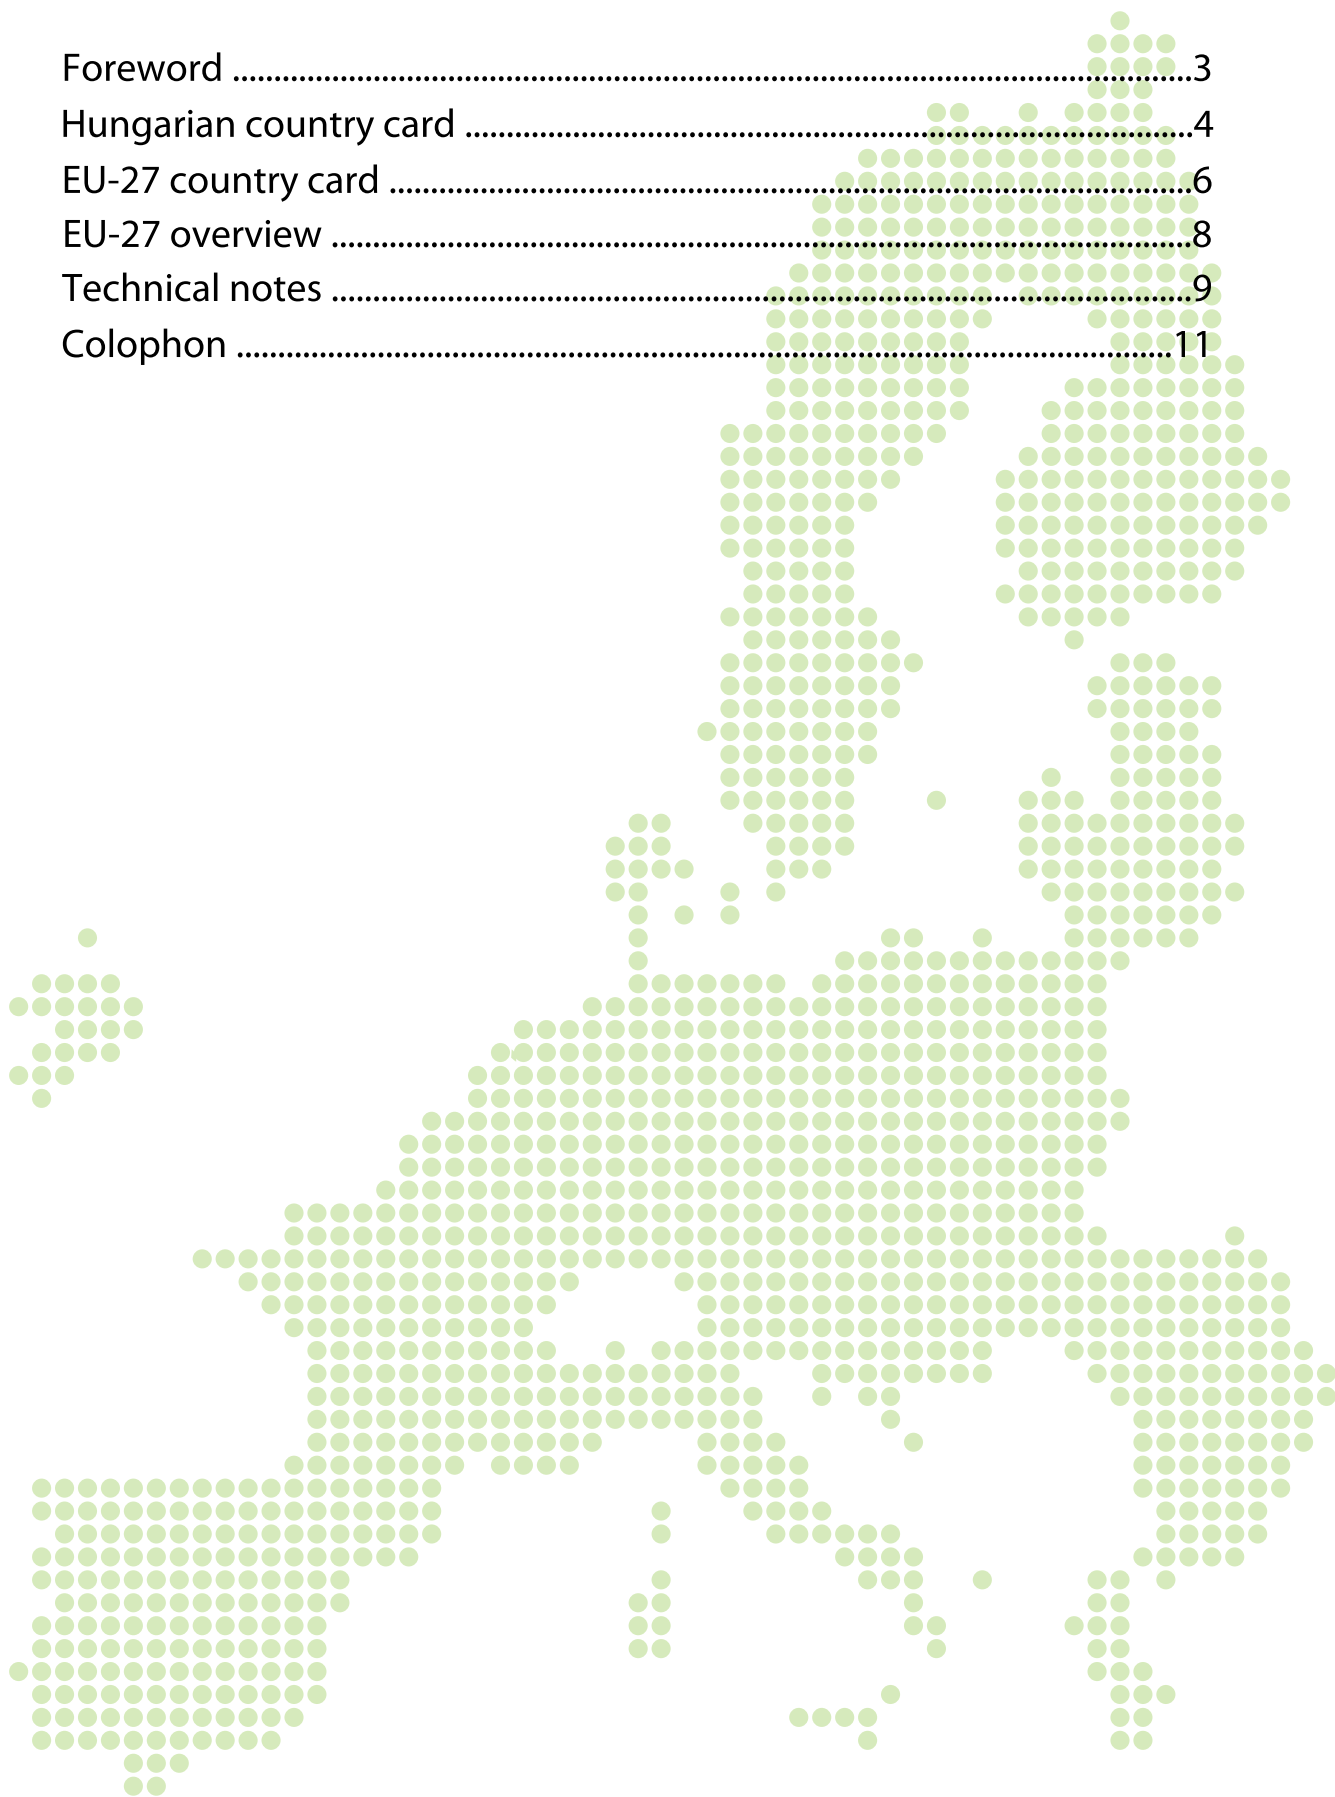 Foreword ........................................................................................................................3
Hungarian country card ...........................................................................................4
EU-27 country card ....................................................................................................6
EU-27 overview ...........................................................................................................8
Technical notes ...........................................................................................................9
Colophon .....................................................................................................................11